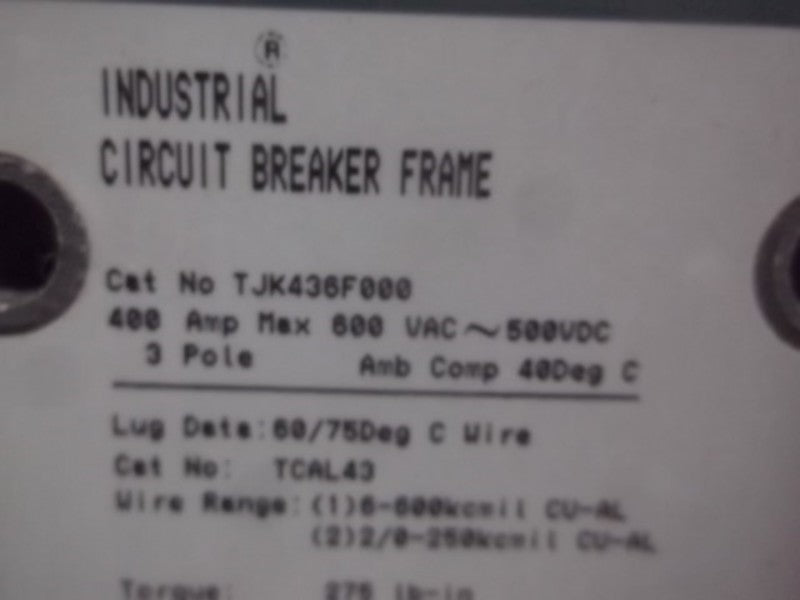 ®
INDUSTRIAL
CIRCUIT BREAKER FRAME
Cat No TJK436F000
400 Amp Max 600 VAC~500VDC
3 Pole Amb Comp 40Deg C
Lug Data:60/75Deg C Wire
Cat No: TCAL43
Wire Range:(1)6-600kcmil CU-AL
(2)2/0-250kcmil CU-AL
Torque: 275 lb-in